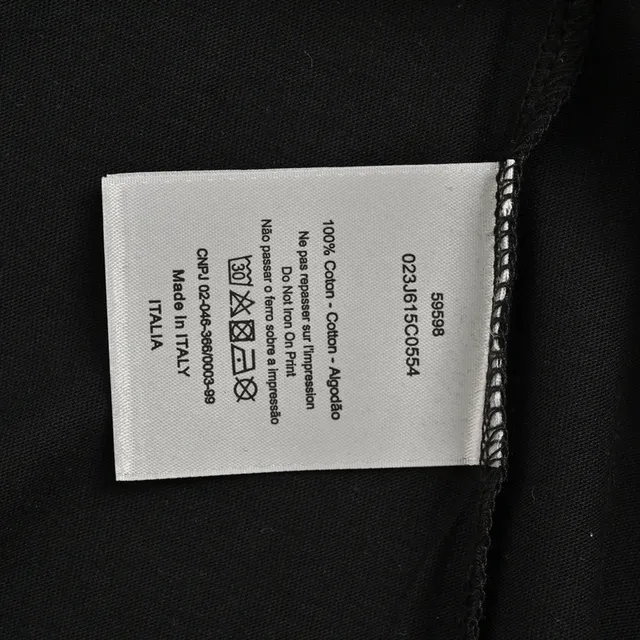 59598
023J615C0554
100% Coton - Cotton - Algodão
Ne pas repasser sur l'impression
Do Not Iron On Print
Não passar o ferro sobre a impressão
30
CNPJ 02-046-366/0003-99
Made In ITALY
ITALIA